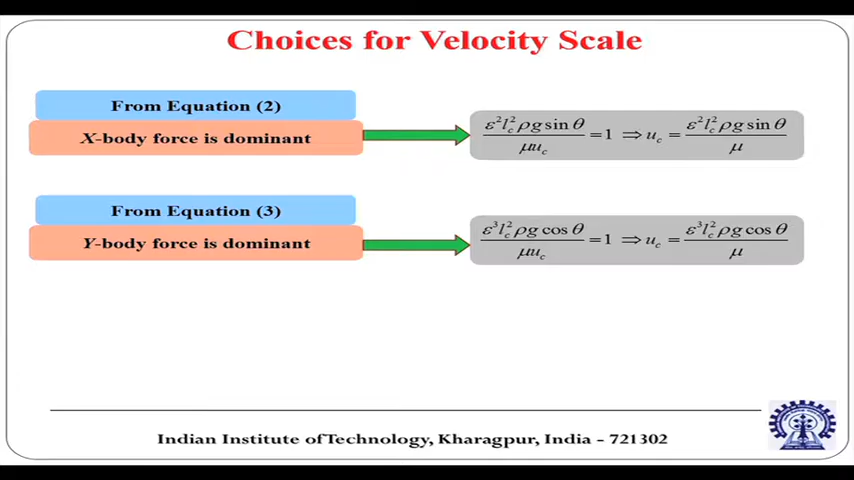 Choices for Velocity Scale
From Equation (2)
X-body force is dominant
ε²l_c²ρg sin θ / μu_c = 1 ⇒ u_c = ε²l_c²ρg sin θ / μ
From Equation (3)
Y-body force is dominant
ε³l_c²ρg cos θ / μu_c = 1 ⇒ u_c = ε³l_c²ρg cos θ / μ
Indian Institute of Technology, Kharagpur, India - 721302